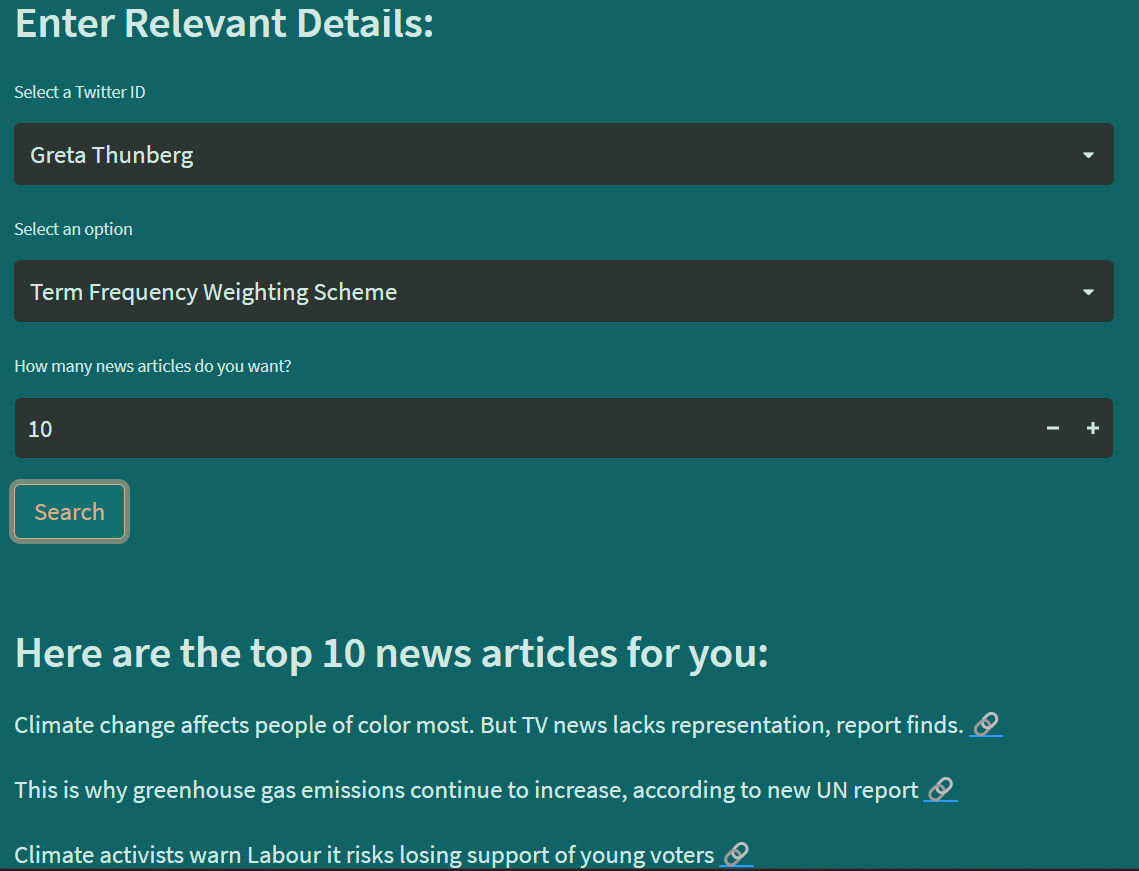 Enter Relevant Details:
Select a Twitter ID
Greta Thunberg
Select an option
Term Frequency Weighting Scheme
How many news articles do you want?
10
Search
Here are the top 10 news articles for you:
Climate change affects people of color most. But TV news lacks representation, report finds.
This is why greenhouse gas emissions continue to increase, according to new UN report
Climate activists warn Labour it risks losing support of young voters